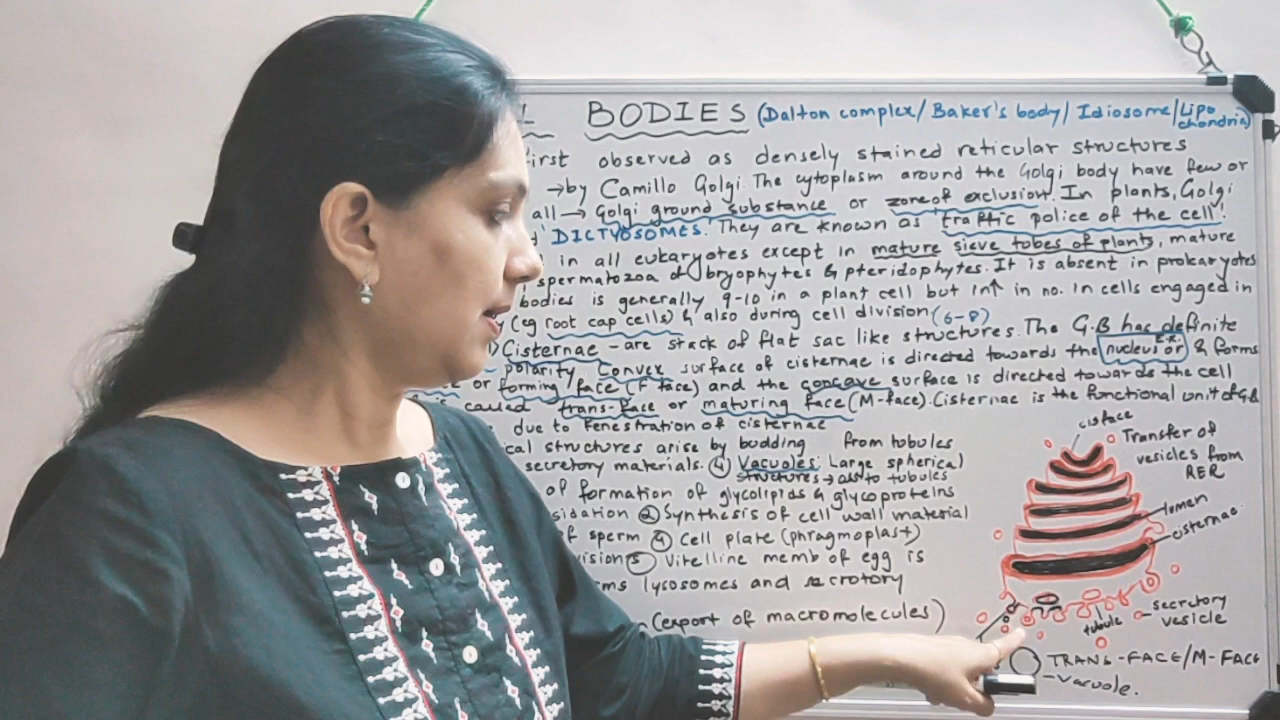 BODIES (Dalton complex/Baker's body/ Idiosome/Lipo
chondria)
first observed as densely stained reticular structures
→by Camillo Golgi. The cytoplasm around the Golgi body have few or
all → Golgi ground substance or zone of exclusion. In plants, Golgi
'DICTYOSOMES'. They are known as 'traffic police of the cell'.
in all eukaryotes except in mature sieve tubes of plants, mature
spermatozoa of bryophytes & pteridophytes. It is absent in prokaryotes
bodies is generally 9-10 in a plant cell but in↑ in no. in cells engaged in
(eg root cap cells) & also during cell division (6-8)
Cisternae - are stack of flat sac like structures. The G.B has definite
polarity Convex surface of cisternae is directed towards the nucleus or E.R. & forms
or forming face (F face) and the concave surface is directed towards the cell
is called trans-face or maturing face (M-face). Cisternae is the functional unit of G.B
due to fenestration of cisternae
cal structures arise by budding from tubules
secretory materials. ④ Vacuoles: Large spherical
structures → ass to tubules
of formation of glycolipids & glycoproteins
sidation ② Synthesis of cell wall material
of sperm ④ Cell plate (phragmoplast)
vision ⑤ Vitelline memb of egg is
ms lysosomes and secrotory
(export of macromolecules)
cis face
Transfer of
vesicles from
RER
lumen
cisternae
tubule
secretory
vesicle
TRANS-FACE/M-FACE
vacuole.